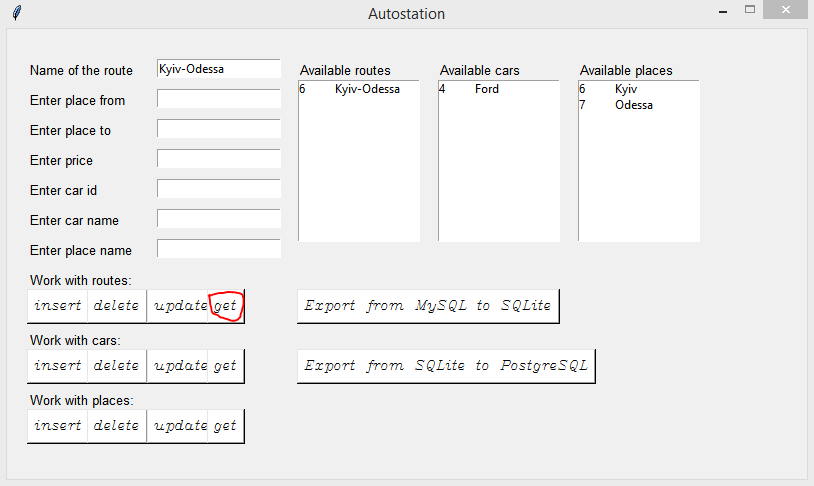 Autostation
Name of the route Kyiv-Odessa
Enter place from
Enter place to
Enter price
Enter car id
Enter car name
Enter place name
Available routes
6 Kyiv-Odessa
Available cars
4 Ford
Available places
6 Kyiv
7 Odessa
Work with routes:
insert delete update get
Export from MySQL to SQLite
Work with cars:
insert delete update get
Export from SQLite to PostgreSQL
Work with places:
insert delete update get